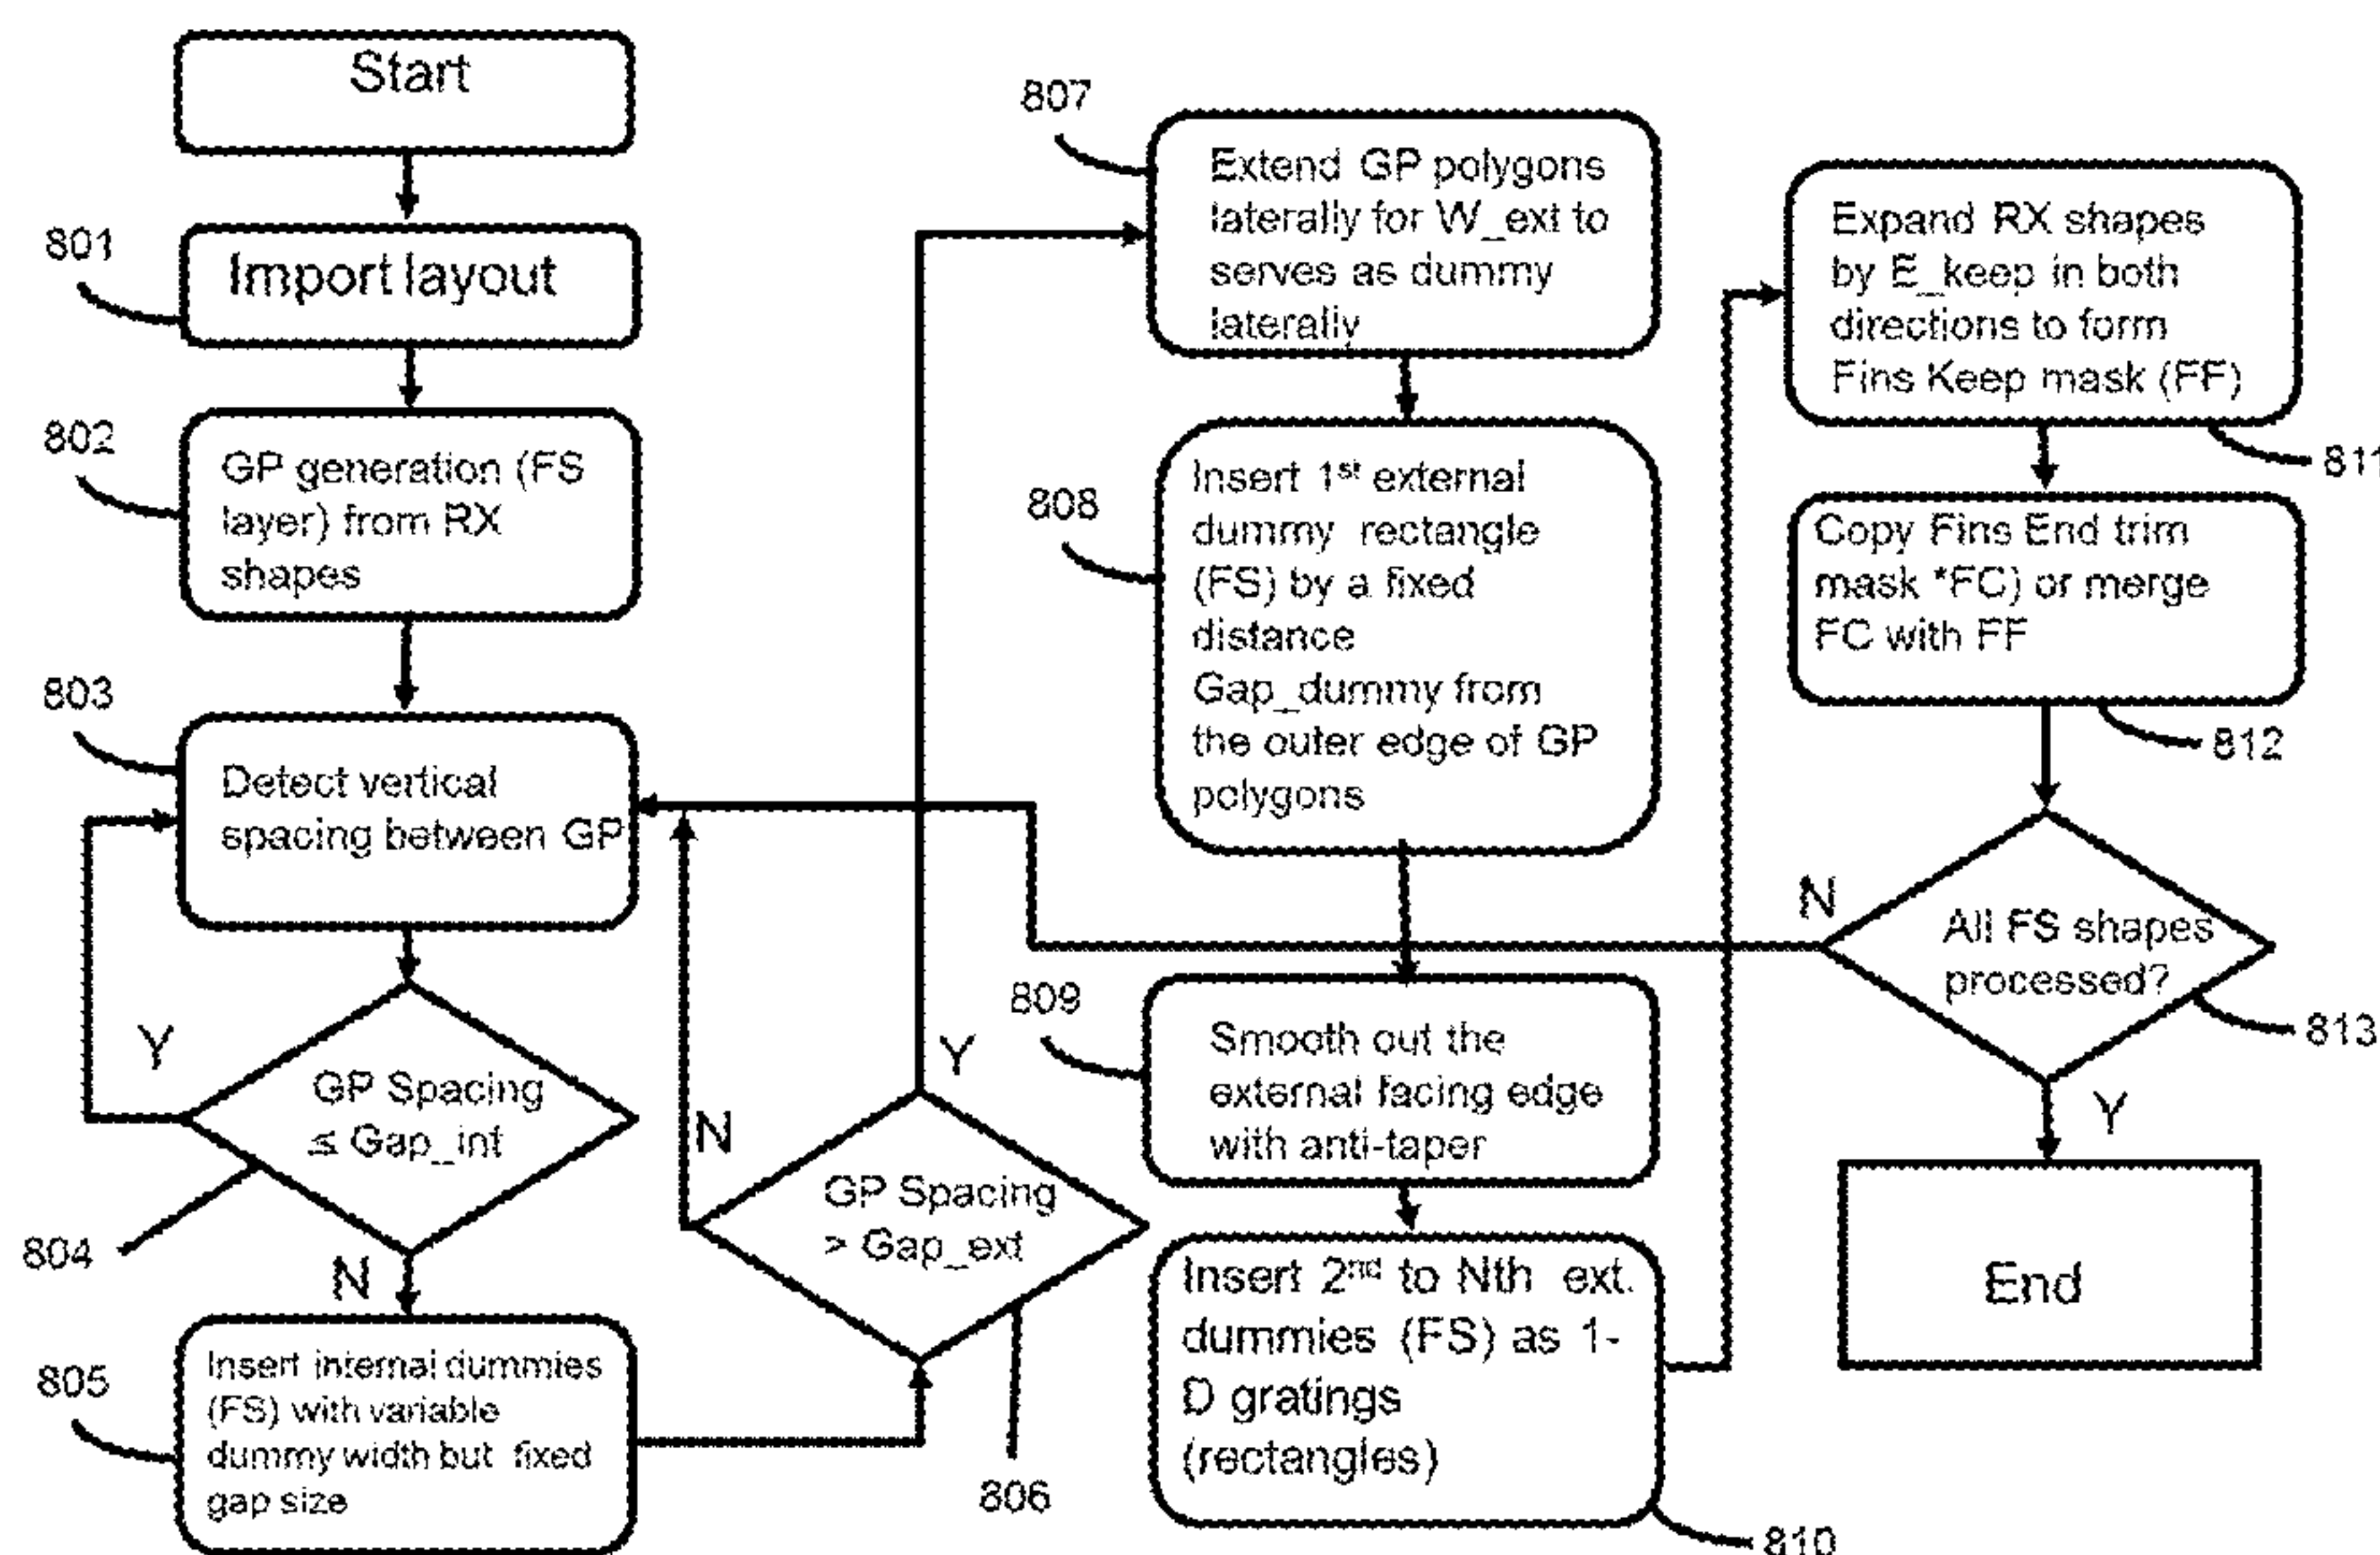 Start
801
Import layout
802
GP generation (FS
layer) from RX
shapes
803
Detect vertical
spacing between GP
Y
GP Spacing
≤ Gap_int
804
N
805
Insert internal dummies
(FS) with variable
dummy width but fixed
gap size
N
Y
GP Spacing
> Gap_ext
806
807
Extend GP polygons
laterally for W_ext to
serves as dummy
laterally
808
Insert 1st external
dummy rectangle
(FS) by a fixed
distance
Gap_dummy from
the outer edge of GP
polygons
809
Smooth out the
external facing edge
with anti-taper
Insert 2nd to Nth ext.
dummies (FS) as 1-
D gratings
(rectangles)
810
Expand RX shapes
by E_keep in both
directions to form
Fins Keep mask (FF)
811
Copy Fins End trim
mask *FC) or merge
FC with FF
812
N
All FS shapes
processed?
813
Y
End